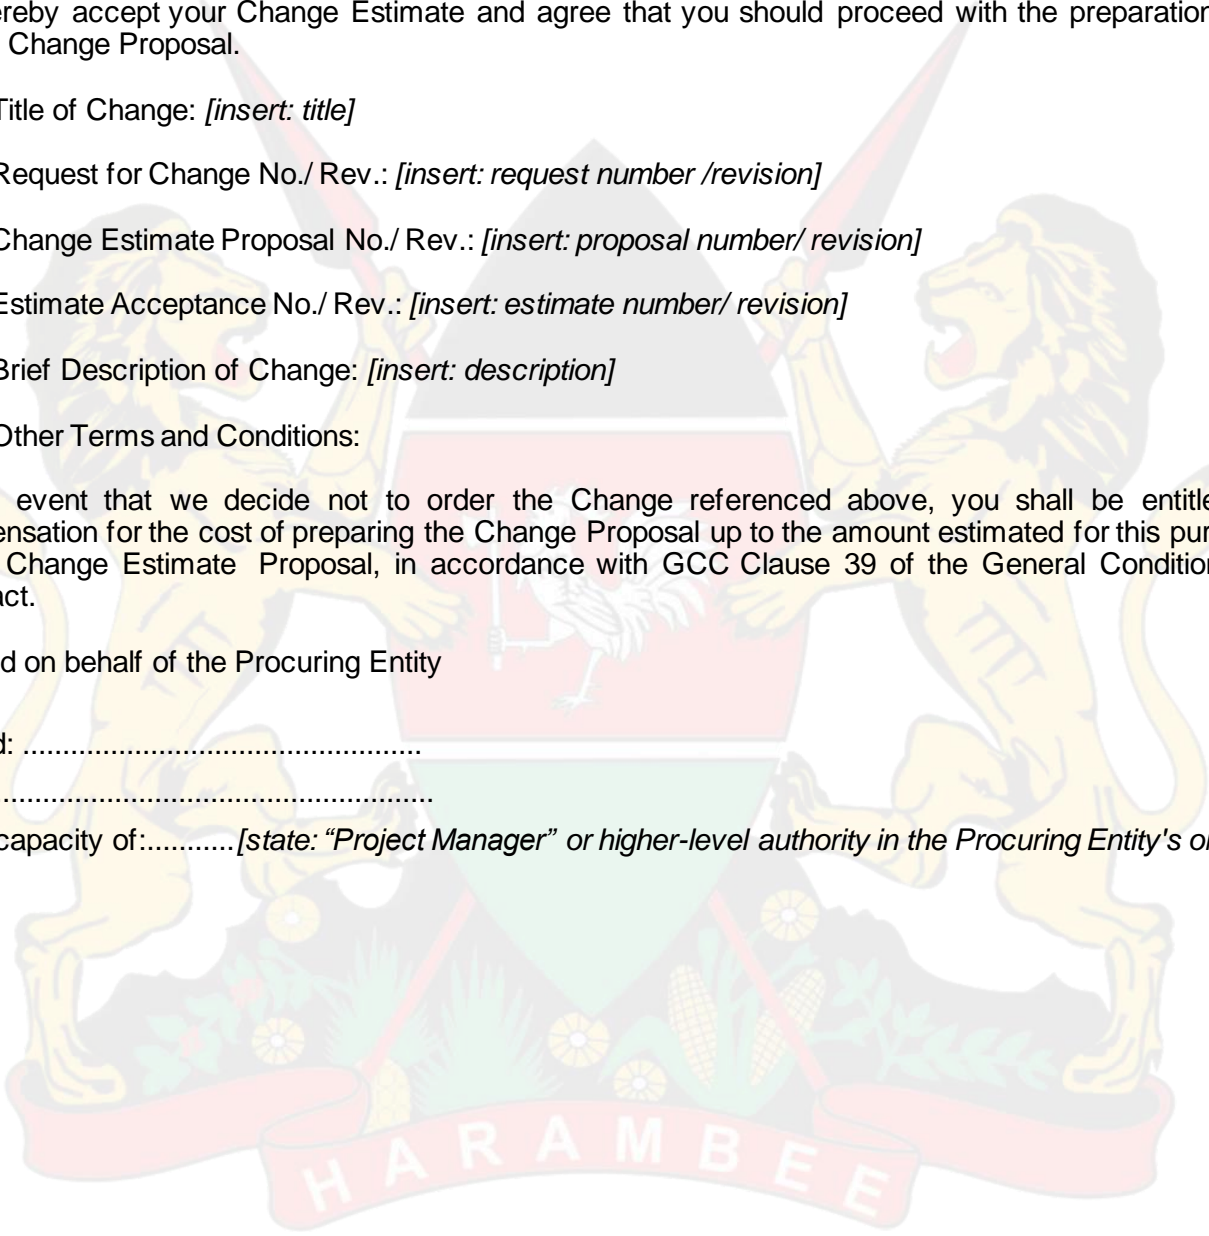 reby accept your Change Estimate and agree that you should proceed with the preparation
Change Proposal.
Title of Change: [insert: title]
Request for Change No./ Rev.: [insert: request number /revision]
Change Estimate Proposal No./ Rev.: [insert: proposal number/ revision]
Estimate Acceptance No./ Rev.: [insert: estimate number/ revision]
Brief Description of Change: [insert: description]
Other Terms and Conditions:
event that we decide not to order the Change referenced above, you shall be entitle
ensation for the cost of preparing the Change Proposal up to the amount estimated for this pur
Change Estimate Proposal, in accordance with GCC Clause 39 of the General Condition
act.
d on behalf of the Procuring Entity
d: ..................................................
......................................................
capacity of:...........[state: “Project Manager” or higher-level authority in the Procuring Entity's or
HARAMBEE